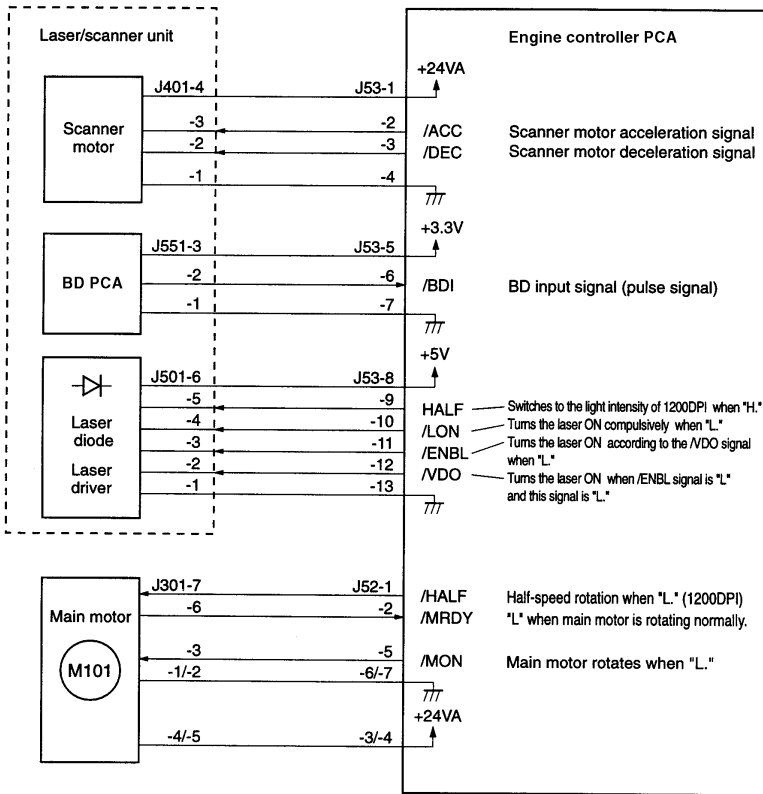 Laser/scanner unit
Engine controller PCA
+24VA
J401-4 J53-1
Scanner
motor
-3 -2 /ACC Scanner motor acceleration signal
-2 -3 /DEC Scanner motor deceleration signal
-1 -4
+3.3V
J551-3 J53-5
BD PCA
-2 -6 /BDI BD input signal (pulse signal)
-1 -7
+5V
J501-6 J53-8
-5 -9 HALF Switches to the light intensity of 1200DPI when "H."
Laser
diode
-4 -10 /LON Turns the laser ON compulsively when "L."
-3 -11 /ENBL Turns the laser ON according to the /VDO signal
when "L."
Laser
driver
-2 -12 /VDO Turns the laser ON when /ENBL signal is "L"
and this signal is "L."
-1 -13
J301-7 J52-1 /HALF Half-speed rotation when "L." (1200DPI)
Main motor
-6 -2 /MRDY "L" when main motor is rotating normally.
M101
-3 -5 /MON Main motor rotates when "L."
-1/-2 -6/-7
+24VA
-4/-5 -3/-4